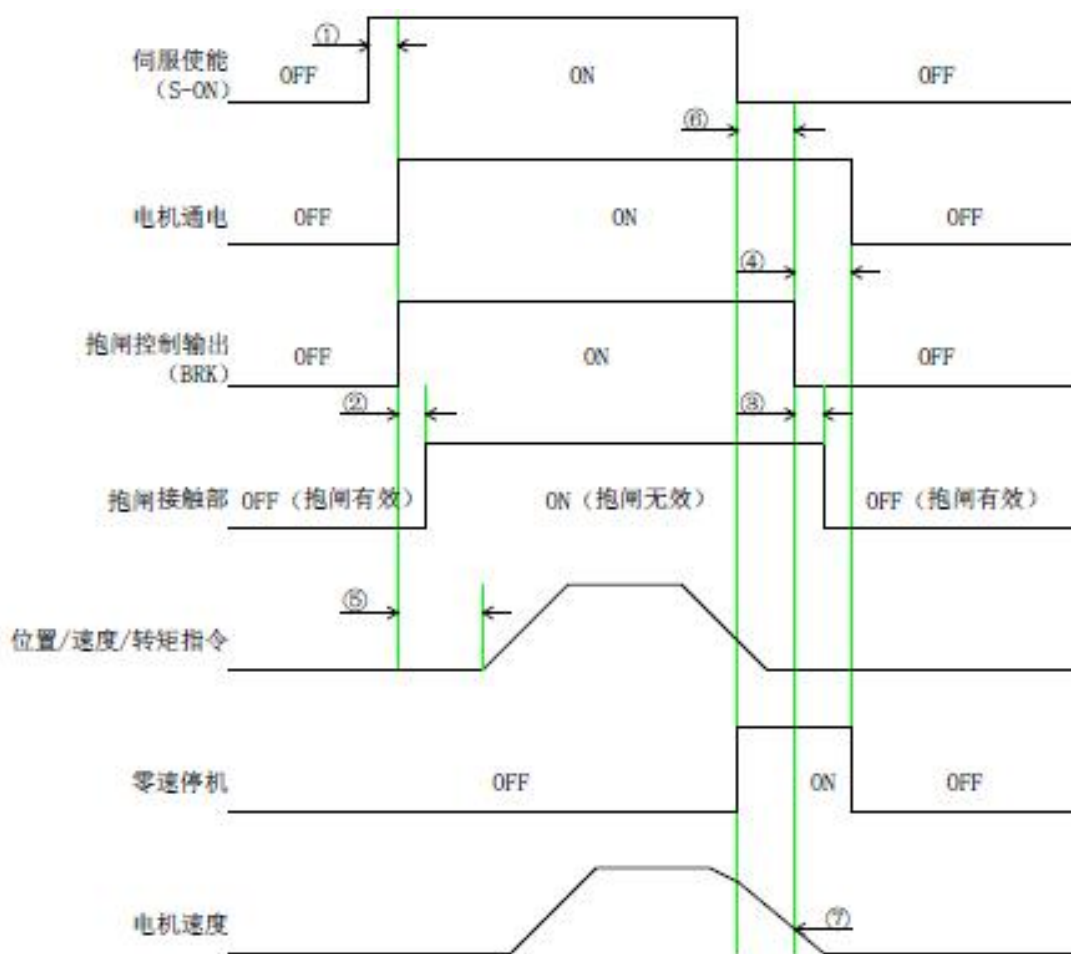 ①
伺服使能
(S-ON)
OFF
ON
OFF
⑥
电机通电
OFF
ON
OFF
④
抱闸控制输出
(BRK)
OFF
ON
OFF
②
③
抱闸接触部
OFF（抱闸有效）
ON（抱闸无效）
OFF（抱闸有效）
⑤
位置/速度/转矩指令
零速停机
OFF
ON
OFF
电机速度
⑦